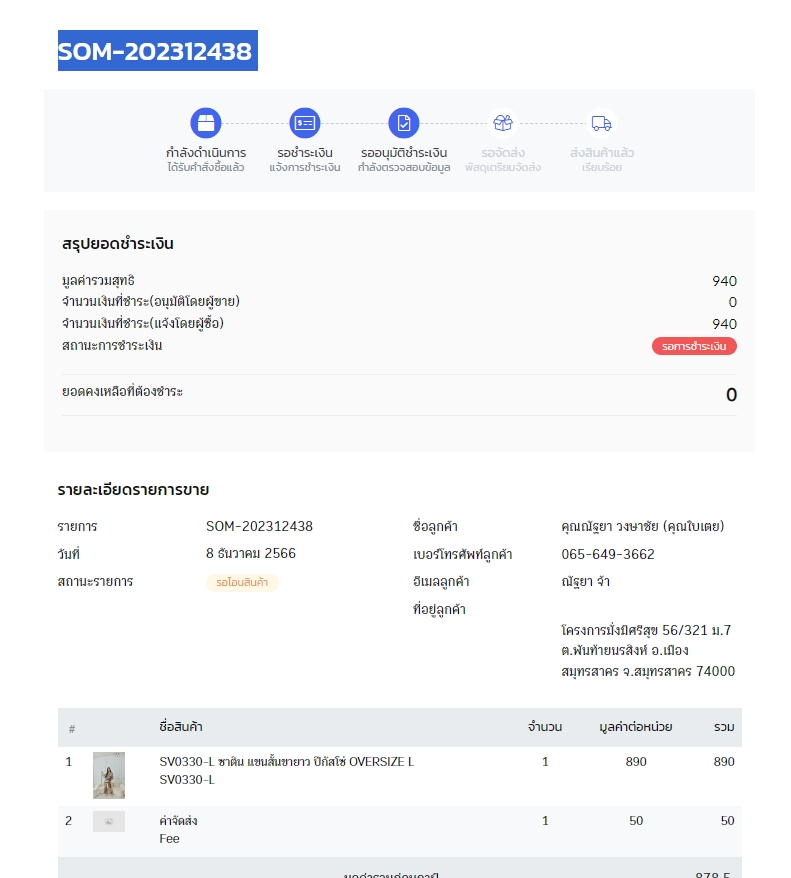 SOM-202312438
กำลังดำเนินการ รอชำระเงิน รออนุมัติชำระเงิน รอจัดส่ง ส่งสินค้าแล้ว
ได้รับคำสั่งซื้อแล้ว แจ้งการชำระเงิน กำลังตรวจสอบข้อมูล พัสดุเตรียมจัดส่ง เรียบร้อย
สรุปยอดชำระเงิน
มูลค่ารวมสุทธิ 940
จำนวนเงินที่ชำระ(อนุมัติโดยผู้ขาย) 0
จำนวนเงินที่ชำระ(แจ้งโดยผู้ซื้อ) 940
สถานะการชำระเงิน รอการชำระเงิน
ยอดคงเหลือที่ต้องชำระ 0
รายละเอียดรายการขาย
รายการ SOM-202312438 ชื่อลูกค้า คุณณัฐยา วงษาชัย (คุณใบเตย)
วันที่ 8 ธันวาคม 2566 เบอร์โทรศัพท์ลูกค้า 065-649-3662
สถานะรายการ รอโอนสินค้า อีเมลลูกค้า ณัฐยา จ้า
ที่อยู่ลูกค้า
โครงการมั่งมีศรีสุข 56/321 ม.7
ต.พันท้ายนรสิงห์ อ.เมือง
สมุทรสาคร จ.สมุทรสาคร 74000
# ชื่อสินค้า จำนวน มูลค่าต่อหน่วย รวม
1 SV0330-L ซาติน แขนสั้นขายาว ปิกัสโซ่ OVERSIZE L 1 890 890
SV0330-L
2 ค่าจัดส่ง 1 50 50
Fee